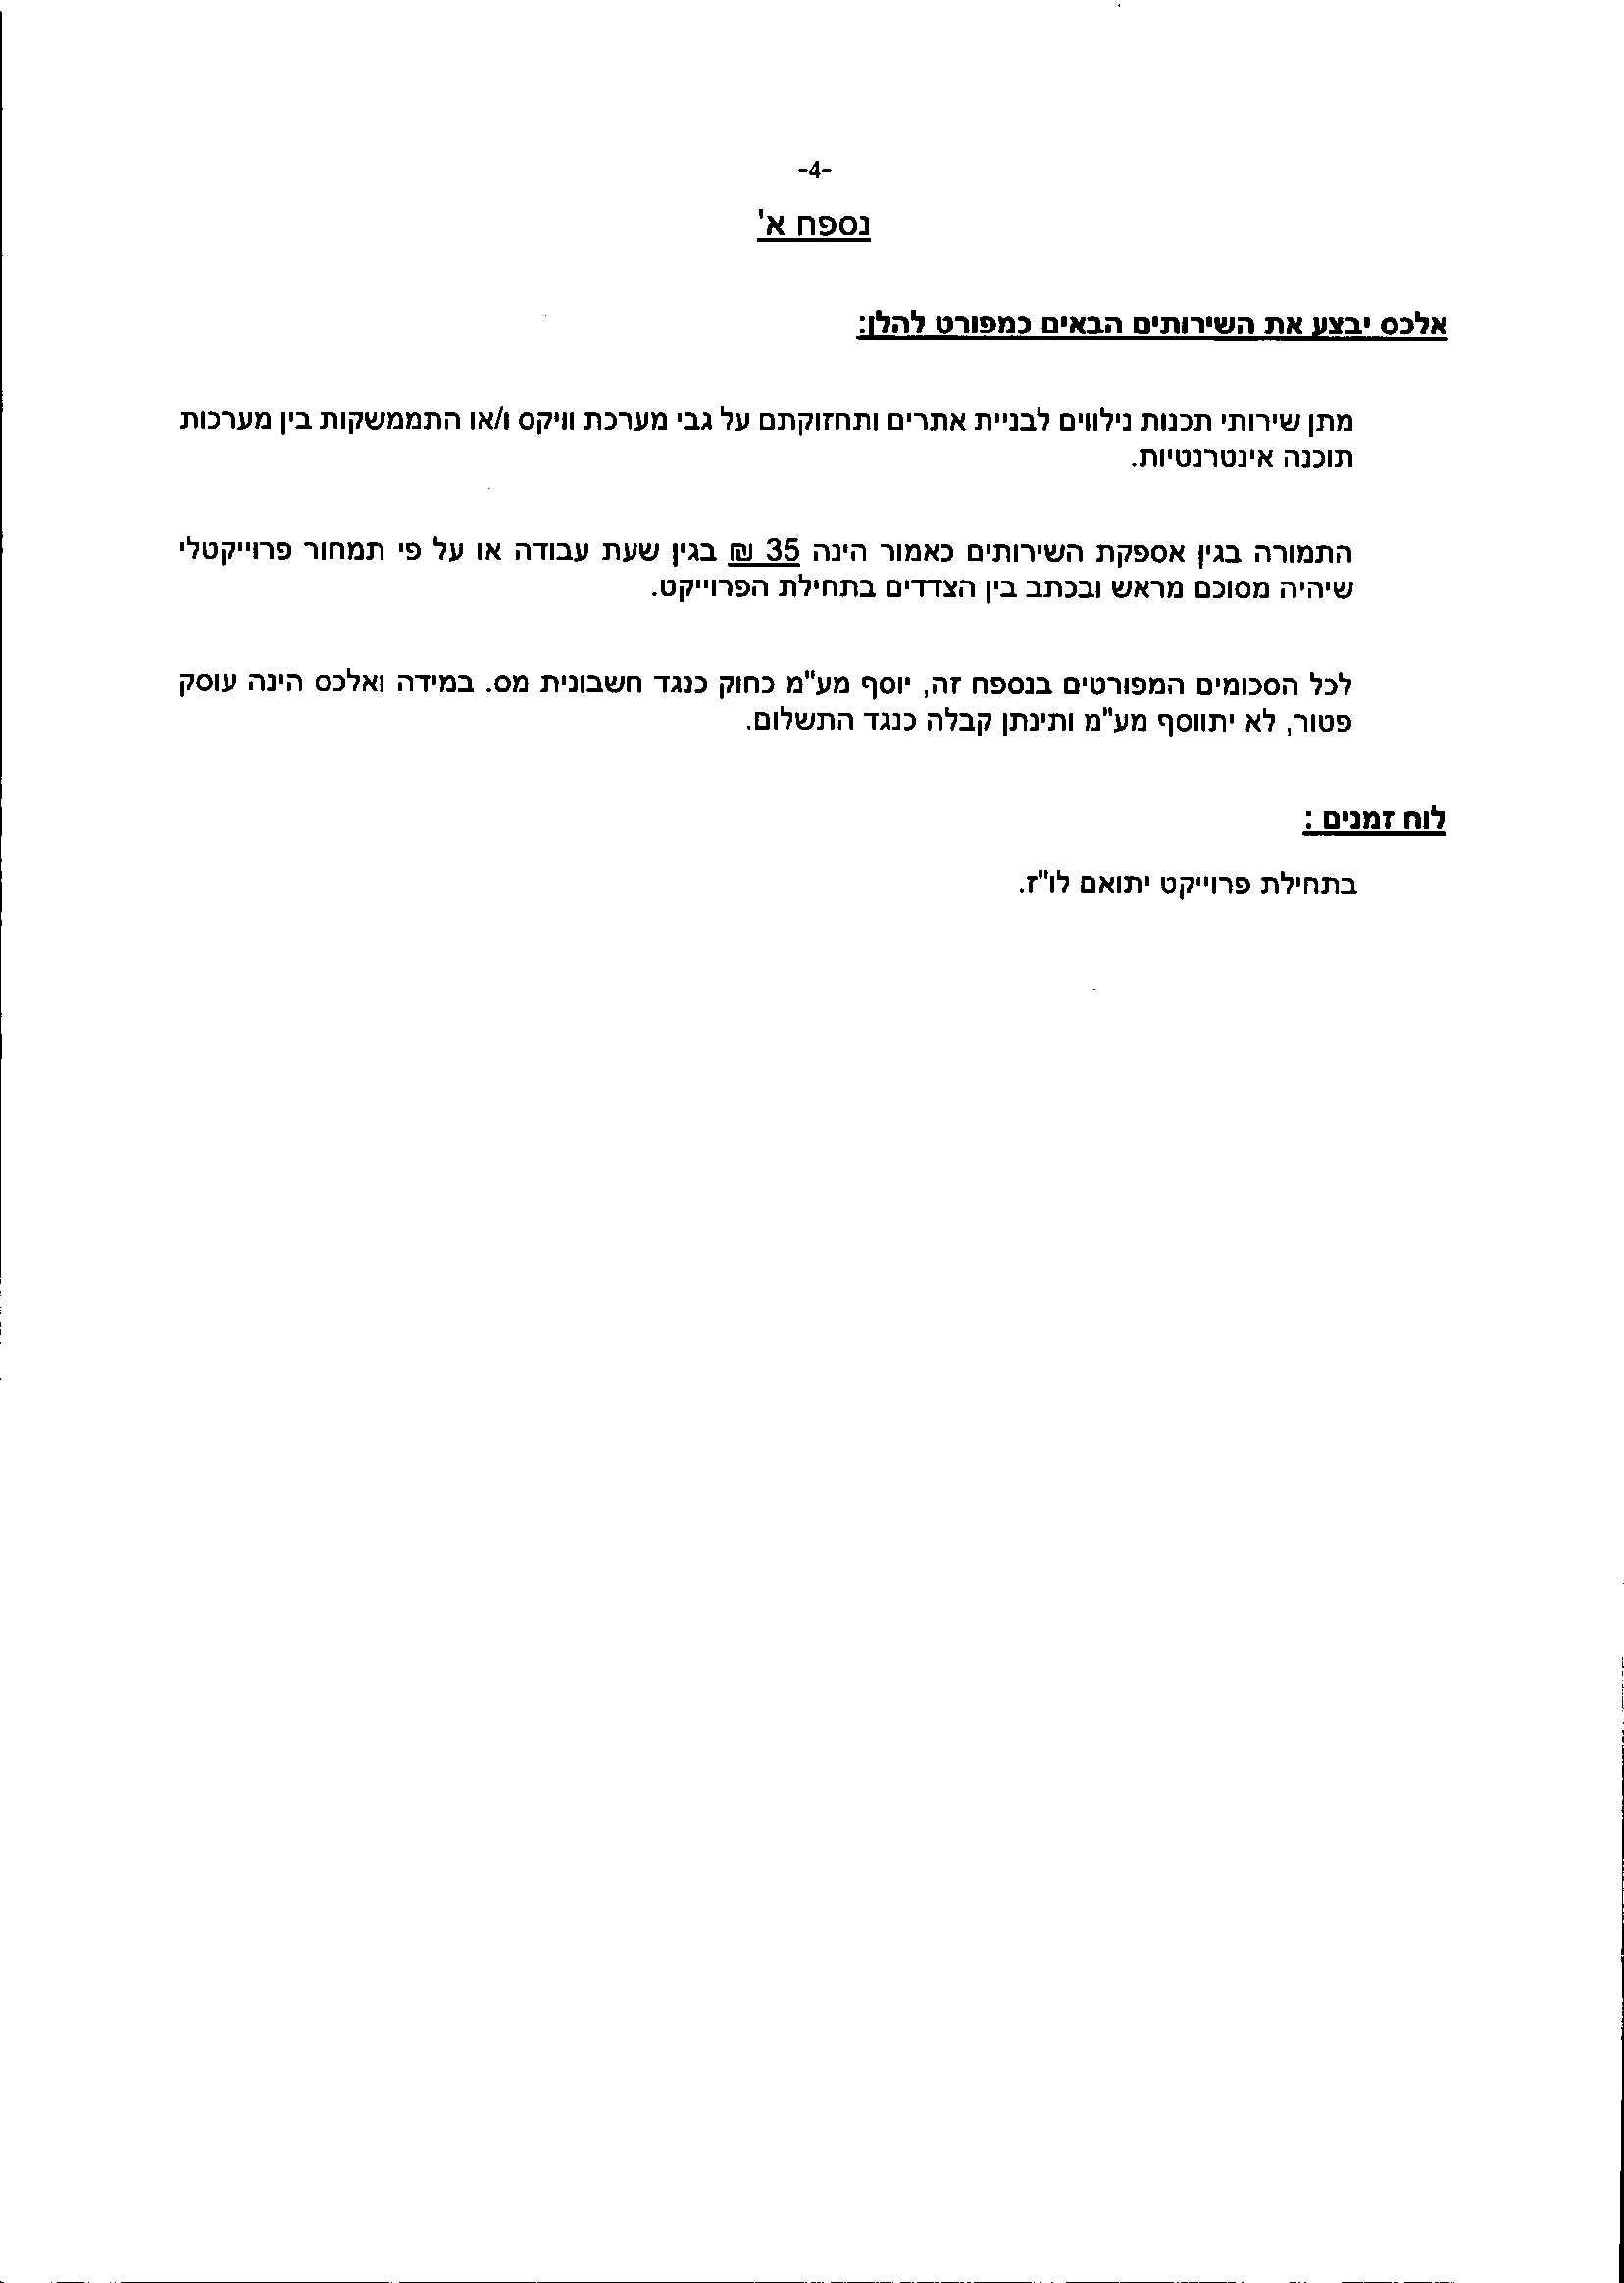 -4-
נספח א'
אלכס יבצע את השירותים הבאים כמפורט להלן:
מתן שירותי תכנות נילווים לבניית אתרים ותחזוקתם על גבי מערכת וויקס ו/או התממשקות בין מערכות
תוכנה אינטרנטיות.
התמורה בגין אספקת השירותים כאמור הינה 35 ₪ בגין שעת עבודה או על פי תמחור פרוייקטלי
שיהיה מסוכם מראש ובכתב בין הצדדים בתחילת הפרוייקט.
לכל הסכומים המפורטים בנספח זה, יוסף מע"מ כחוק כנגד חשבונית מס. במידה ואלכס הינה עוסק
פטור, לא יתווסף מע"מ ותינתן קבלה כנגד התשלום.
לוח זמנים :
בתחילת פרוייקט יתואם לו"ז.